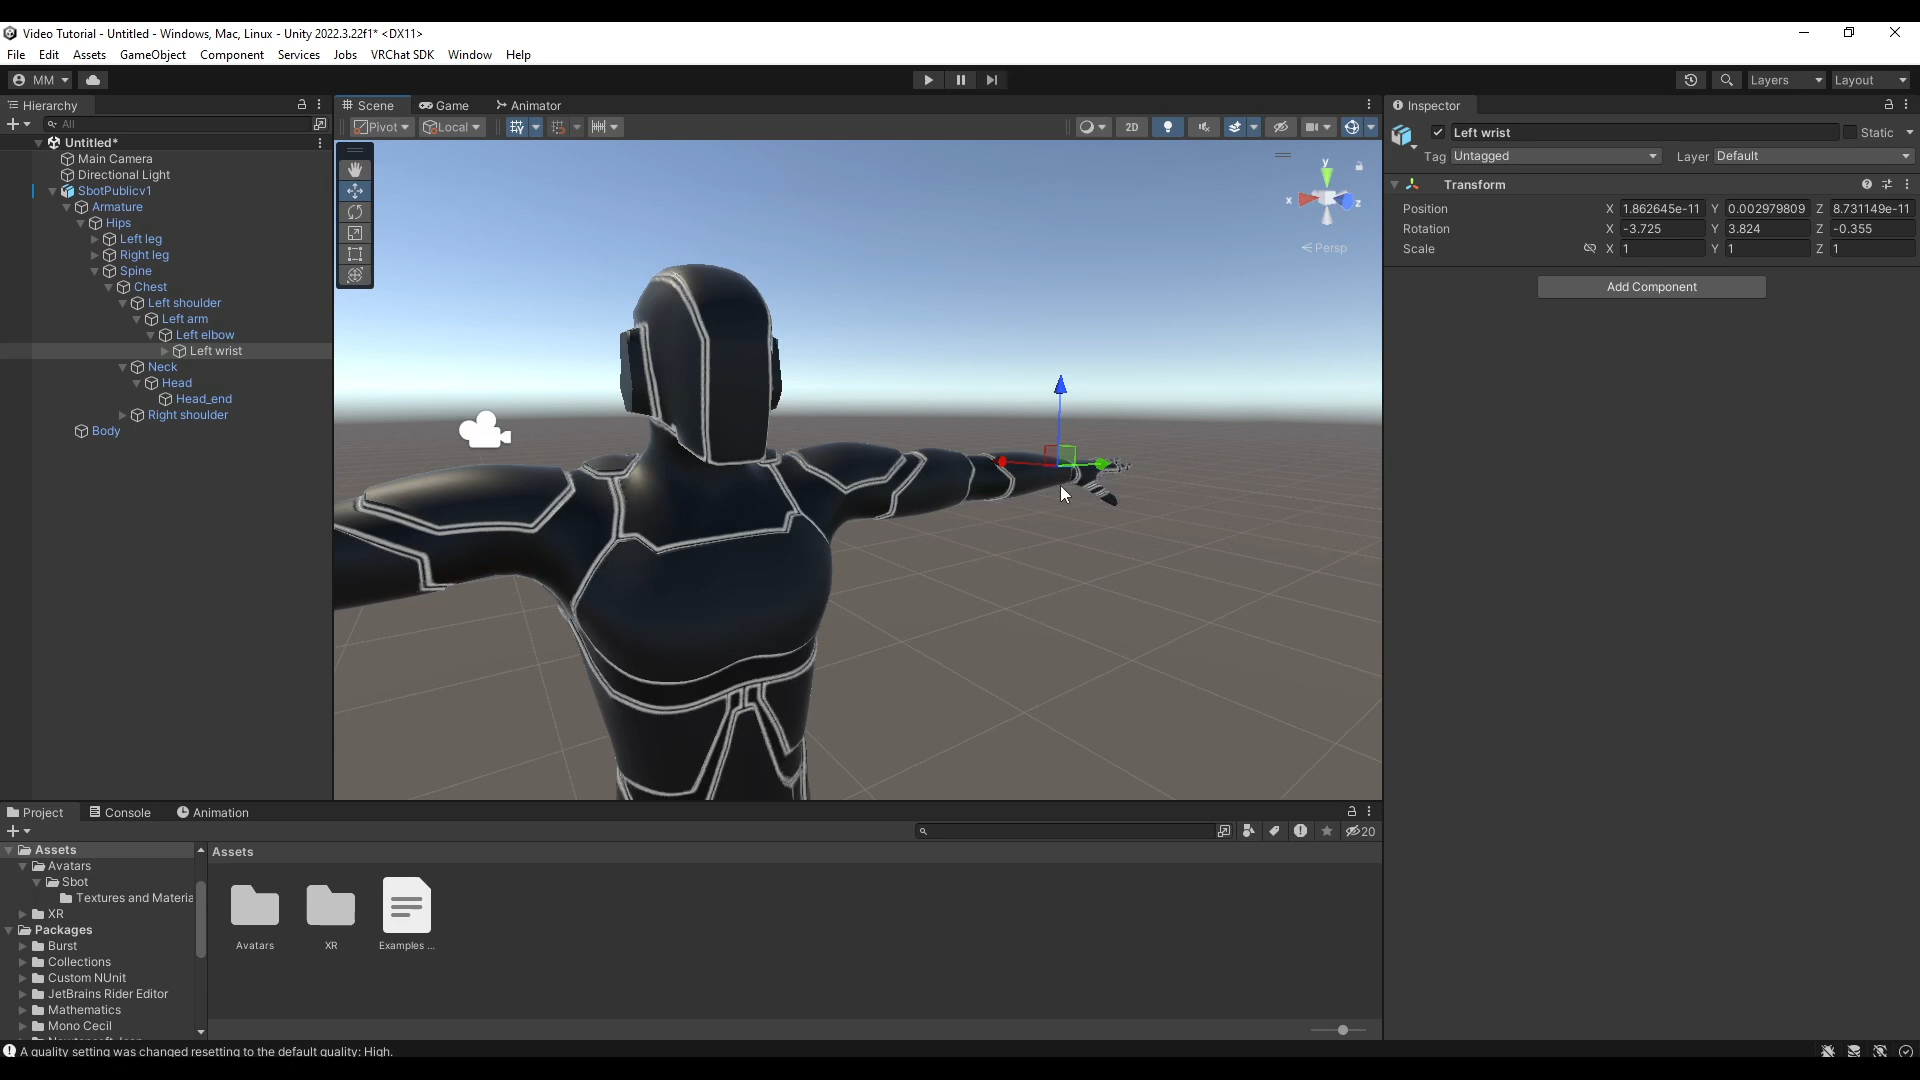 Video Tutorial - Untitled - Windows, Mac, Linux - Unity 2022.3.22f1* <DX11>
File Edit Assets GameObject Component Services Jobs VRChat SDK Window Help
MM Layers Layout
Hierarchy
All
Untitled*
Main Camera
Directional Light
SbotPublicv1
Armature
Hips
Left leg
Right leg
Spine
Chest
Left shoulder
Left arm
Left elbow
Left wrist
Neck
Head
Head_end
Right shoulder
Body
Scene Game Animator
Pivot Local 2D
y
x z
Persp
Inspector
Left wrist Static
Tag Untagged Layer Default
Transform
Position X 1.862645e-11 Y 0.002979809 Z 8.731149e-11
Rotation X -3.725 Y 3.824 Z -0.355
Scale X 1 Y 1 Z 1
Add Component
Project Console Animation
20
Assets
Avatars
Sbot
Textures and Materia
XR
Packages
Burst
Collections
Custom NUnit
JetBrains Rider Editor
Mathematics
Mono Cecil
Assets
Avatars XR Examples ...
A quality setting was changed resetting to the default quality: High.